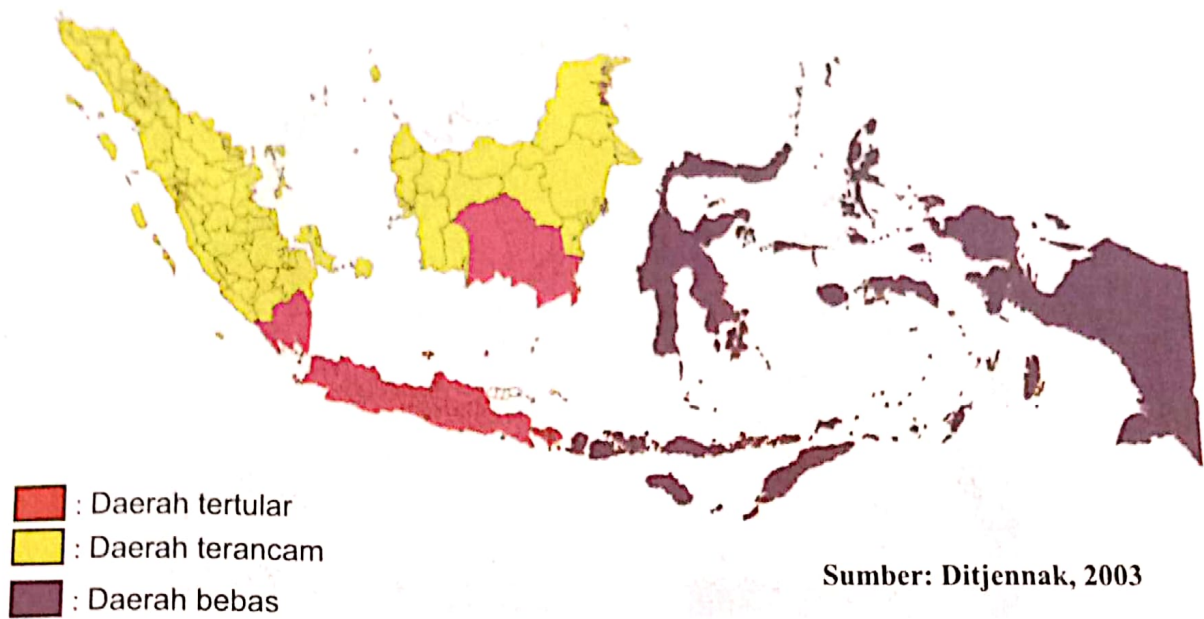 : Daerah tertular
: Daerah terancam
: Daerah bebas
Sumber: Ditjennak, 2003